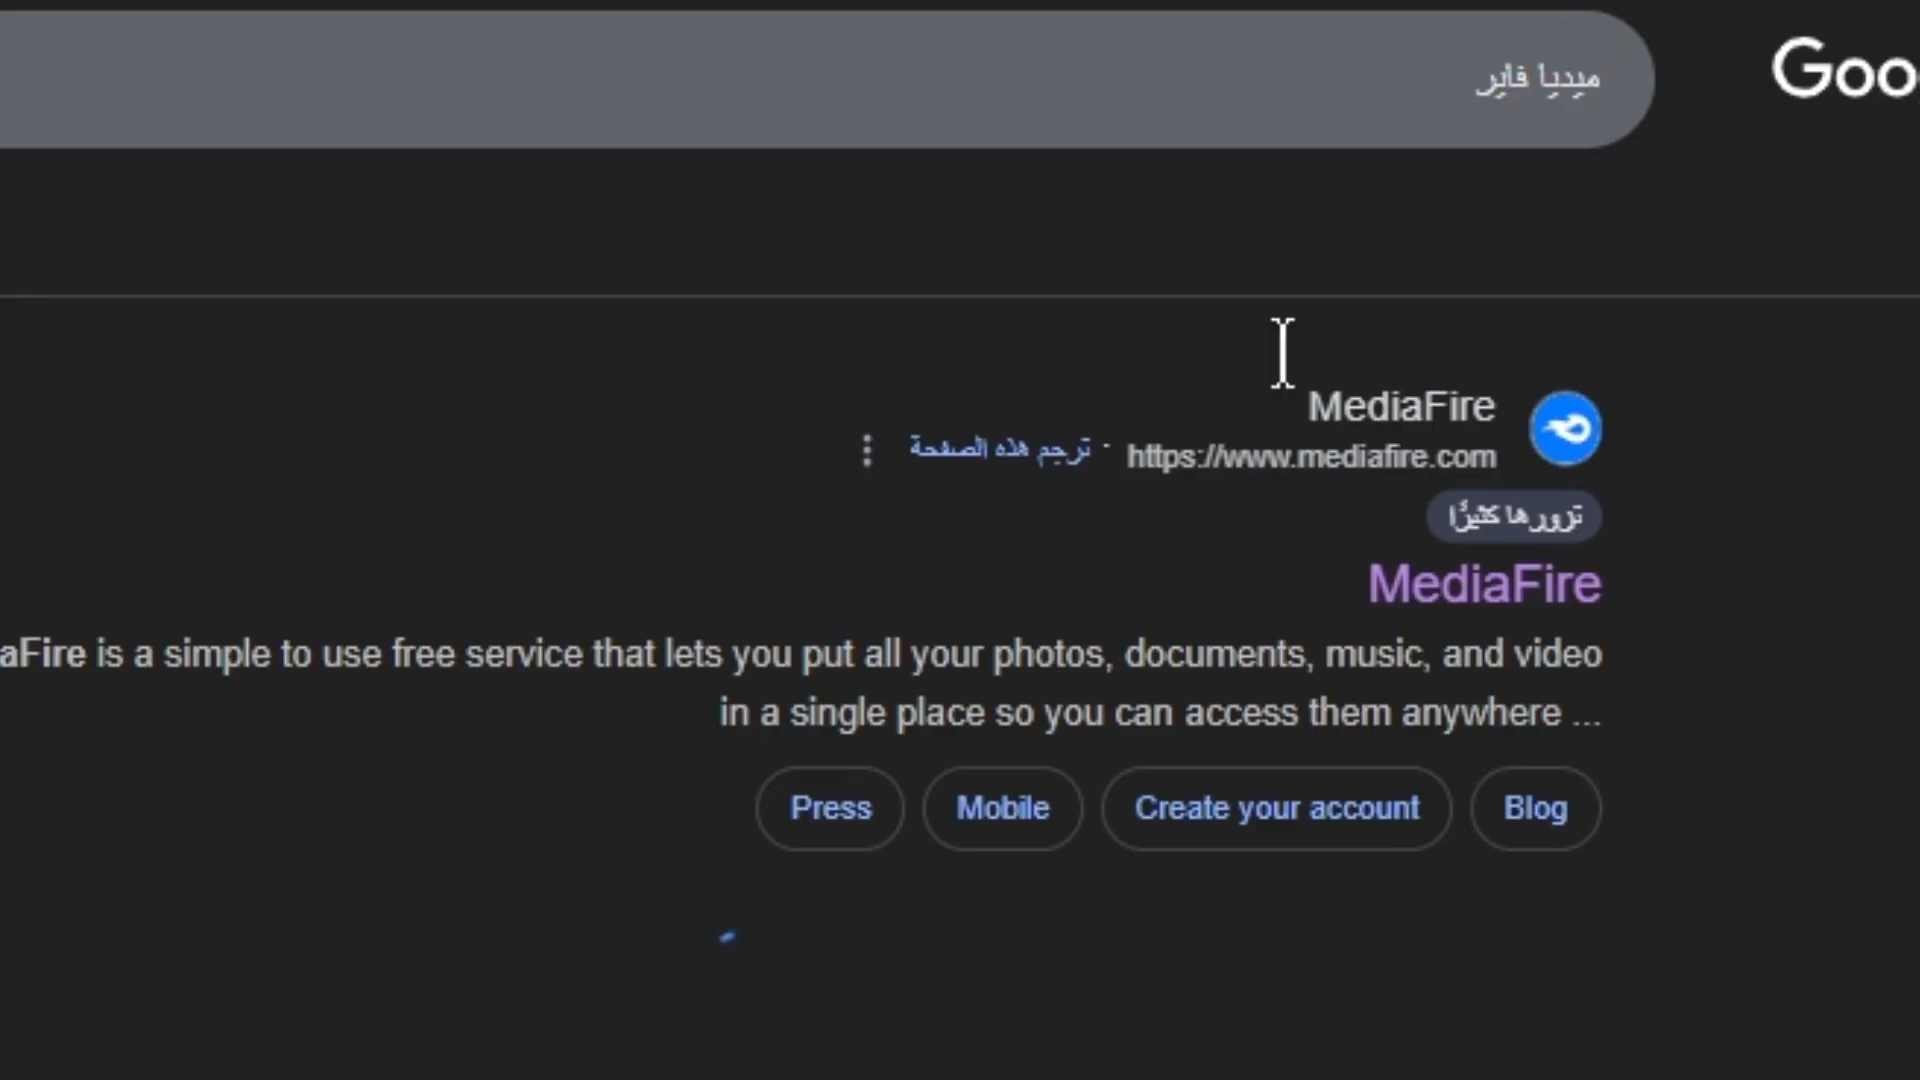 ميديا فاير
Goo
MediaFire
https://www.mediafire.com · ترجم هذه الصفحة
تزورها كثيرًا
MediaFire
aFire is a simple to use free service that lets you put all your photos, documents, music, and video
in a single place so you can access them anywhere ...
Press Mobile Create your account Blog